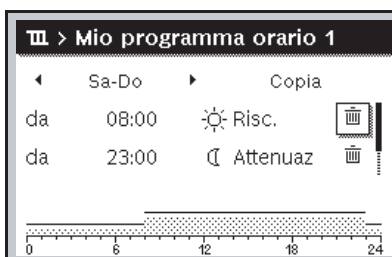 > Mio programma orario 1
Sa-Do Copia
da 08:00 Risc.
da 23:00 Attenuaz
0 6 12 18 24